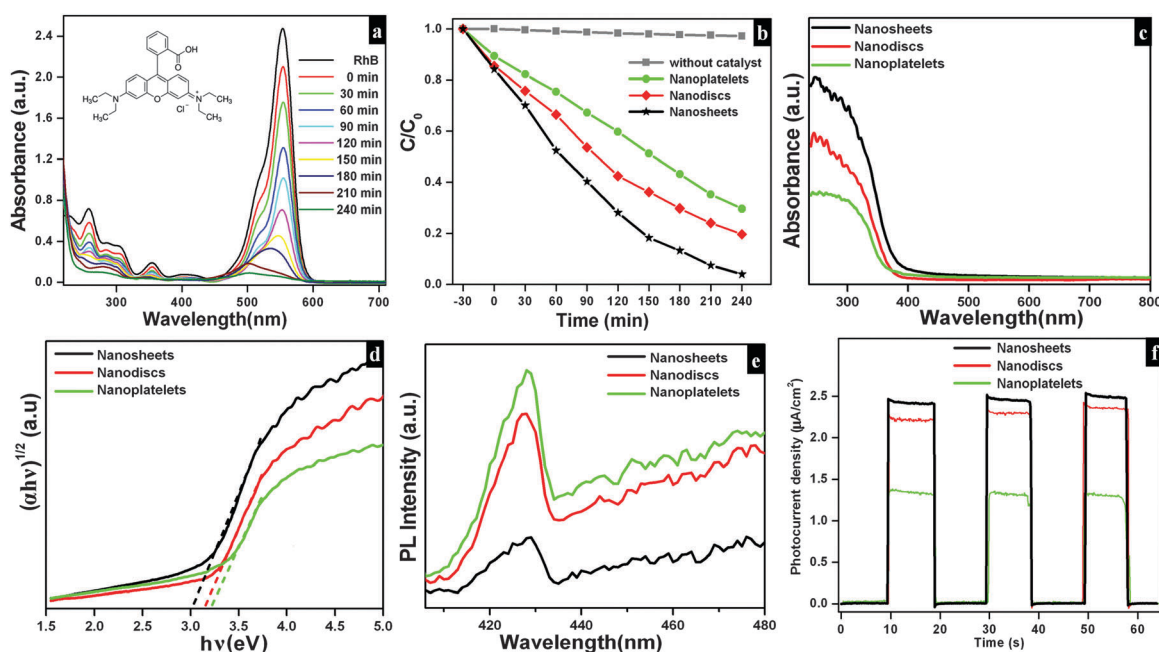 a
2.4
2.0
1.6
1.2
0.8
0.4
0.0
Absorbance (a.u.)
300
400
500
600
700
Wavelength(nm)
OH
O
H₃C
N
O
N⁺
CH₃
Cl⁻
H₃C
CH₃
RhB
0 min
30 min
60 min
90 min
120 min
150 min
180 min
210 min
240 min
b
1.0
0.8
0.6
0.4
0.2
0.0
C/C₀
-30
0
30
60
90
120
150
180
210
240
Time (min)
without catalyst
Nanoplatelets
Nanodiscs
Nanosheets
c
Nanosheets
Nanodiscs
Nanoplatelets
Absorbance (a.u.)
300
400
500
600
700
800
Wavelength(nm)
d
Nanosheets
Nanodiscs
Nanoplatelets
(αhν)¹/² (a.u)
1.5
2.0
2.5
3.0
3.5
4.0
4.5
5.0
hν(eV)
e
Nanosheets
Nanodiscs
Nanoplatelets
PL Intensity (a.u.)
420
440
460
480
Wavelength(nm)
f
Nanosheets
Nanodiscs
Nanoplatelets
Photocurrent density (µA/cm²)
2.5
2.0
1.5
1.0
0.5
0.0
0
10
20
30
40
50
60
Time (s)